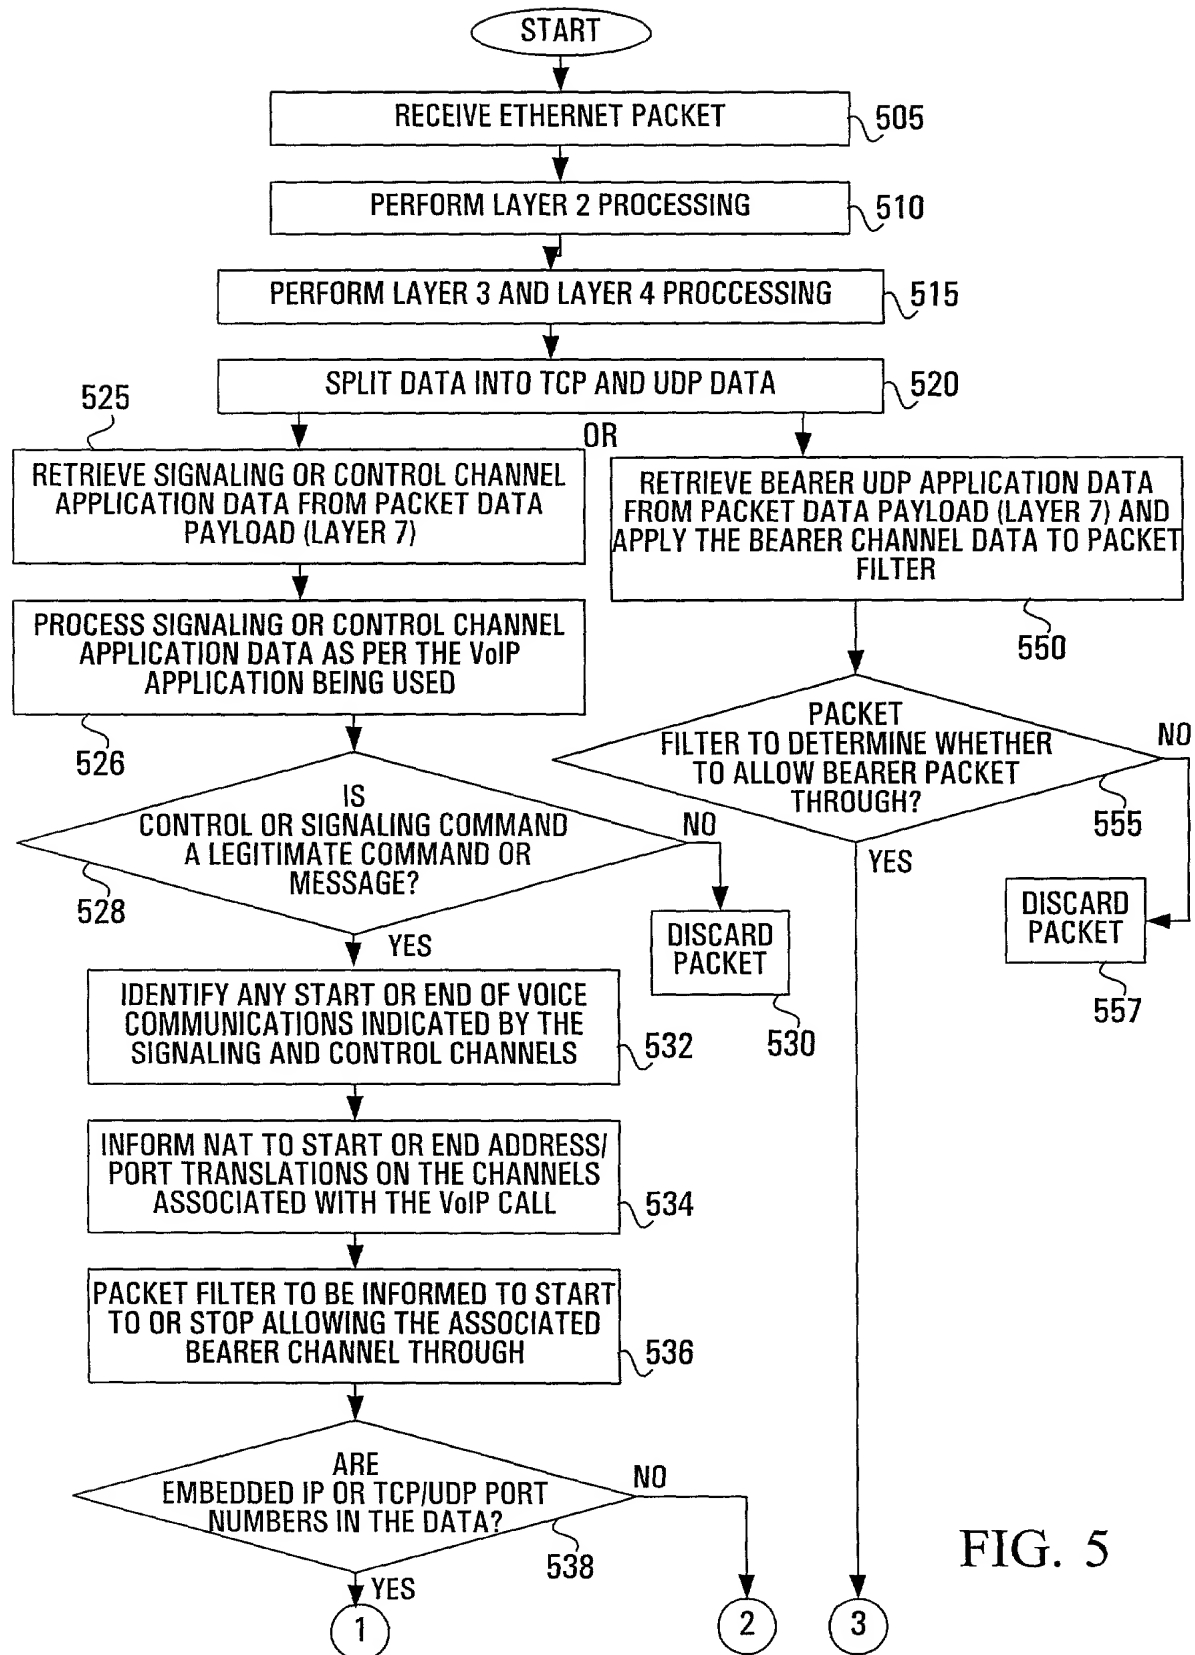 START
RECEIVE ETHERNET PACKET
505
PERFORM LAYER 2 PROCESSING
510
PERFORM LAYER 3 AND LAYER 4 PROCCESSING
515
SPLIT DATA INTO TCP AND UDP DATA
520
525
OR
RETRIEVE SIGNALING OR CONTROL CHANNEL
APPLICATION DATA FROM PACKET DATA
PAYLOAD (LAYER 7)
RETRIEVE BEARER UDP APPLICATION DATA
FROM PACKET DATA PAYLOAD (LAYER 7) AND
APPLY THE BEARER CHANNEL DATA TO PACKET
FILTER
550
PROCESS SIGNALING OR CONTROL CHANNEL
APPLICATION DATA AS PER THE VoIP
APPLICATION BEING USED
526
PACKET
FILTER TO DETERMINE WHETHER
TO ALLOW BEARER PACKET
THROUGH?
NO
555
YES
IS
CONTROL OR SIGNALING COMMAND
A LEGITIMATE COMMAND OR
MESSAGE?
NO
528
YES
DISCARD
PACKET
530
DISCARD
PACKET
557
IDENTIFY ANY START OR END OF VOICE
COMMUNICATIONS INDICATED BY THE
SIGNALING AND CONTROL CHANNELS
532
INFORM NAT TO START OR END ADDRESS/
PORT TRANSLATIONS ON THE CHANNELS
ASSOCIATED WITH THE VoIP CALL
534
PACKET FILTER TO BE INFORMED TO START
TO OR STOP ALLOWING THE ASSOCIATED
BEARER CHANNEL THROUGH
536
ARE
EMBEDDED IP OR TCP/UDP PORT
NUMBERS IN THE DATA?
NO
538
YES
1
2
3
FIG. 5